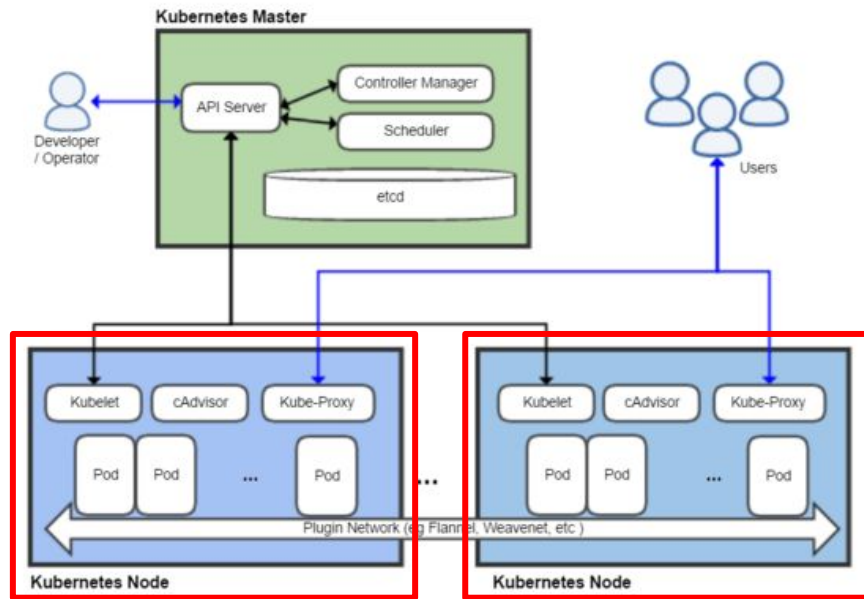 Kubernetes Master
API Server
Controller Manager
Scheduler
etcd
Developer
/ Operator
Users
Kubelet
cAdvisor
Kube-Proxy
Pod
Pod
...
Pod
...
Kubelet
cAdvisor
Kube-Proxy
Pod
Pod
...
Pod
Plugin Network (eg Flannel, Weavenet, etc )
Kubernetes Node
Kubernetes Node